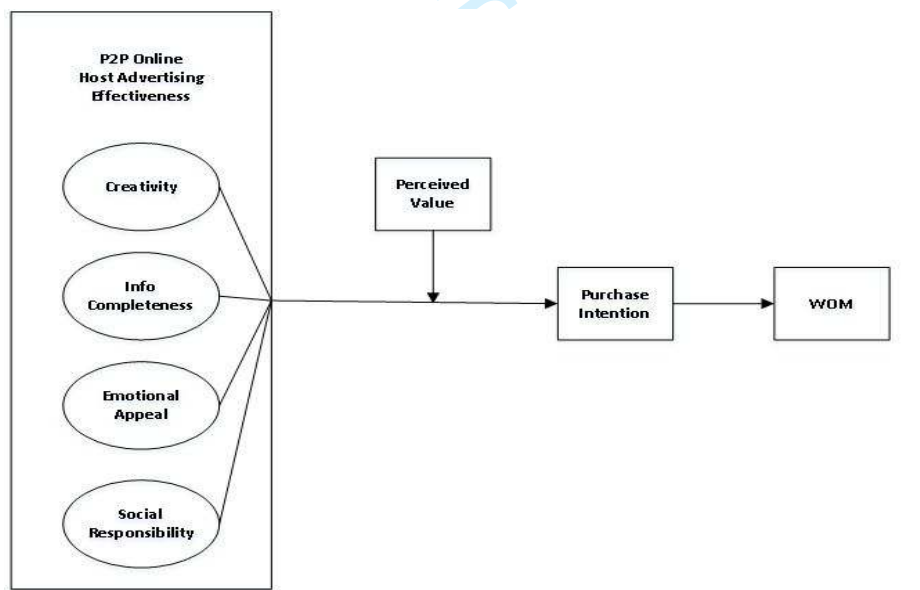 P2P Online
Host Advertising
Effectiveness
Creativity
Info
Completeness
Emotional
Appeal
Social
Responsibility
Perceived
Value
Purchase
Intention
WOM